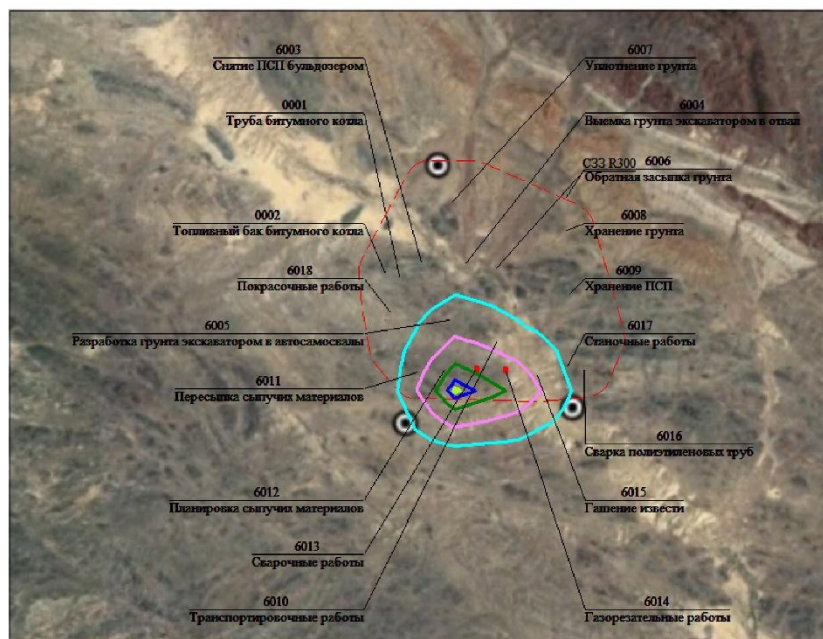 6003
Снятие ПСП бульдозером
6007
Уплотнение грунта
0001
Труба битумного котла
6004
Выемка грунта экскаватором в отвал
СЗЗ R300
6006
Обратная засыпка грунта
0002
Топливный бак битумного котла
6008
Хранение грунта
6018
Покрасочные работы
6009
Хранение ПСП
6005
Разработка грунта экскаватором в автосамосвалы
6017
Станочные работы
6011
Пересыпка сыпучих материалов
6016
Сварка полиэтиленовых труб
6012
Планировка сыпучих материалов
6015
Гашение извести
6013
Сварочные работы
6010
Транспортировочные работы
6014
Газорезательные работы